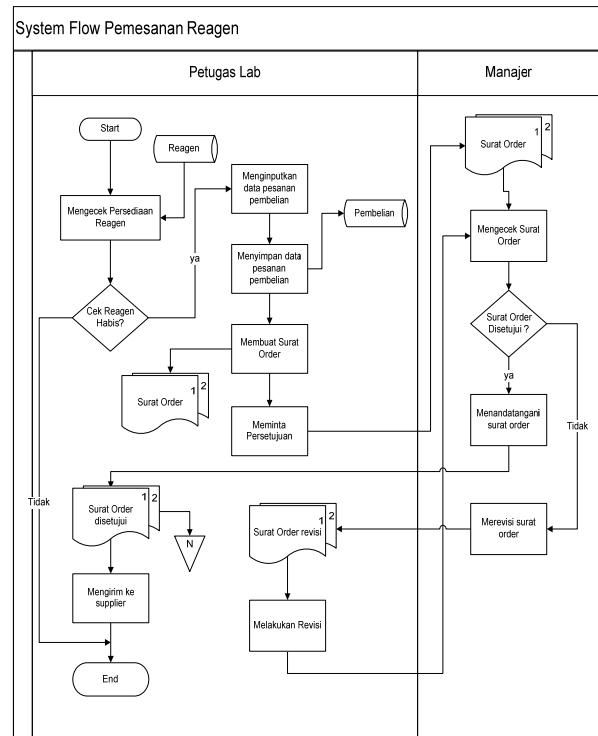 System Flow Pemesanan Reagen
Petugas Lab
Manajer
Start
Reagen
Mengecek Persediaan
Reagen
Cek Reagen
Habis?
ya
Tidak
Menginputkan
data pesanan
pembelian
Menyimpan data
pesanan
pembelian
Pembelian
Membuat Surat
Order
Surat Order
1
2
Meminta
Persetujuan
Surat Order
1
2
Mengecek Surat
Order
Surat Order
Disetujui ?
ya
Tidak
Menandatangani
surat order
Merevisi surat
order
Surat Order
disetujui
1
2
N
Surat Order revisi
1
2
Mengirim ke
supplier
Melakukan Revisi
End